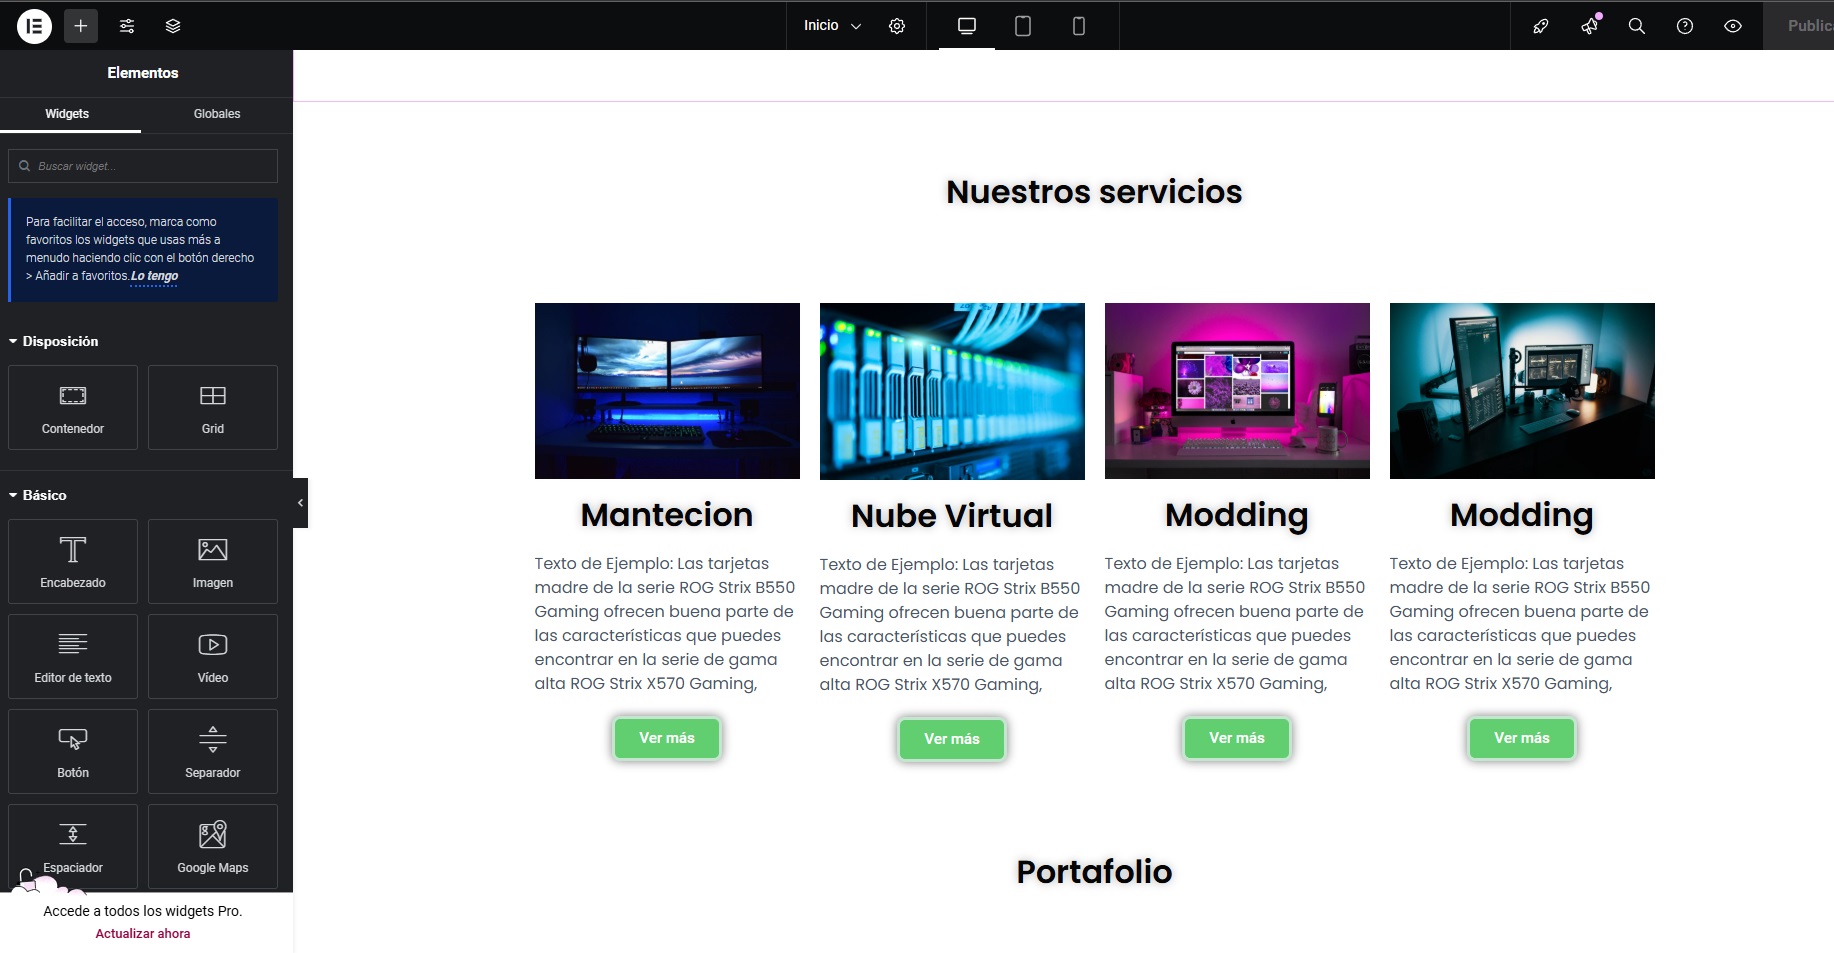 Inicio
Public
Elementos
Widgets
Globales
Buscar widget...
Para facilitar el acceso, marca como
favoritos los widgets que usas más a
menudo haciendo clic con el botón derecho
> Añadir a favoritos.Lo tengo
Disposición
Contenedor
Grid
Básico
Encabezado
Imagen
Editor de texto
Vídeo
Botón
Separador
Espaciador
Google Maps
Accede a todos los widgets Pro.
Actualizar ahora
Nuestros servicios
Mantecion
Texto de Ejemplo: Las tarjetas
madre de la serie ROG Strix B550
Gaming ofrecen buena parte de
las características que puedes
encontrar en la serie de gama
alta ROG Strix X570 Gaming,
Ver más
Nube Virtual
Texto de Ejemplo: Las tarjetas
madre de la serie ROG Strix B550
Gaming ofrecen buena parte de
las características que puedes
encontrar en la serie de gama
alta ROG Strix X570 Gaming,
Ver más
Modding
Texto de Ejemplo: Las tarjetas
madre de la serie ROG Strix B550
Gaming ofrecen buena parte de
las características que puedes
encontrar en la serie de gama
alta ROG Strix X570 Gaming,
Ver más
Modding
Texto de Ejemplo: Las tarjetas
madre de la serie ROG Strix B550
Gaming ofrecen buena parte de
las características que puedes
encontrar en la serie de gama
alta ROG Strix X570 Gaming,
Ver más
Portafolio